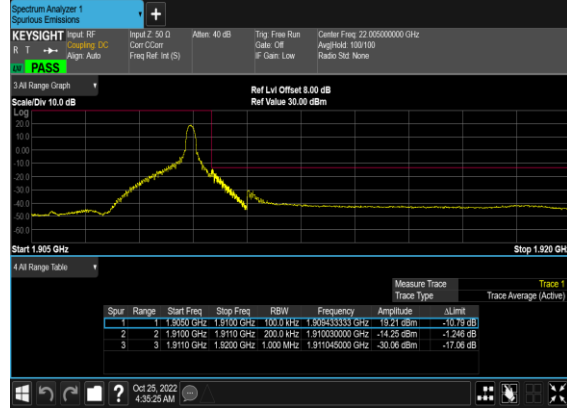 Spectrum Analyzer 1
Spurious Emissions
+
KEYSIGHT Input: RF Input Z: 50 Ω Atten: 40 dB Trig: Free Run Center Freq: 22.005000000 GHz
R T Coupling: DC Corr CCorr Gate: Off Avg|Hold: 100/100
Align: Auto Freq Ref: Int (S) IF Gain: Low Radio Std: None
PASS
3 All Range Graph Ref Lvl Offset 8.00 dB
Scale/Div 10.0 dB Ref Value 30.00 dBm
Log
20.0
10.0
0.00
-10.0
-20.0
-30.0
-40.0
-50.0
-60.0
Start 1.905 GHz Stop 1.920 GH
4 All Range Table
Measure Trace Trace 1
Trace Type Trace Average (Active)
Spur Range Start Freq Stop Freq RBW Frequency Amplitude ΔLimit
1 1 1.9050 GHz 1.9100 GHz 100.0 kHz 1.909433333 GHz 19.21 dBm -10.79 dB
2 2 1.9100 GHz 1.9110 GHz 200.0 kHz 1.910030000 GHz -14.25 dBm -1.246 dB
3 3 1.9110 GHz 1.9200 GHz 1.000 MHz 1.911045000 GHz -30.06 dBm -17.06 dB
? Oct 25, 2022
4:35:25 AM